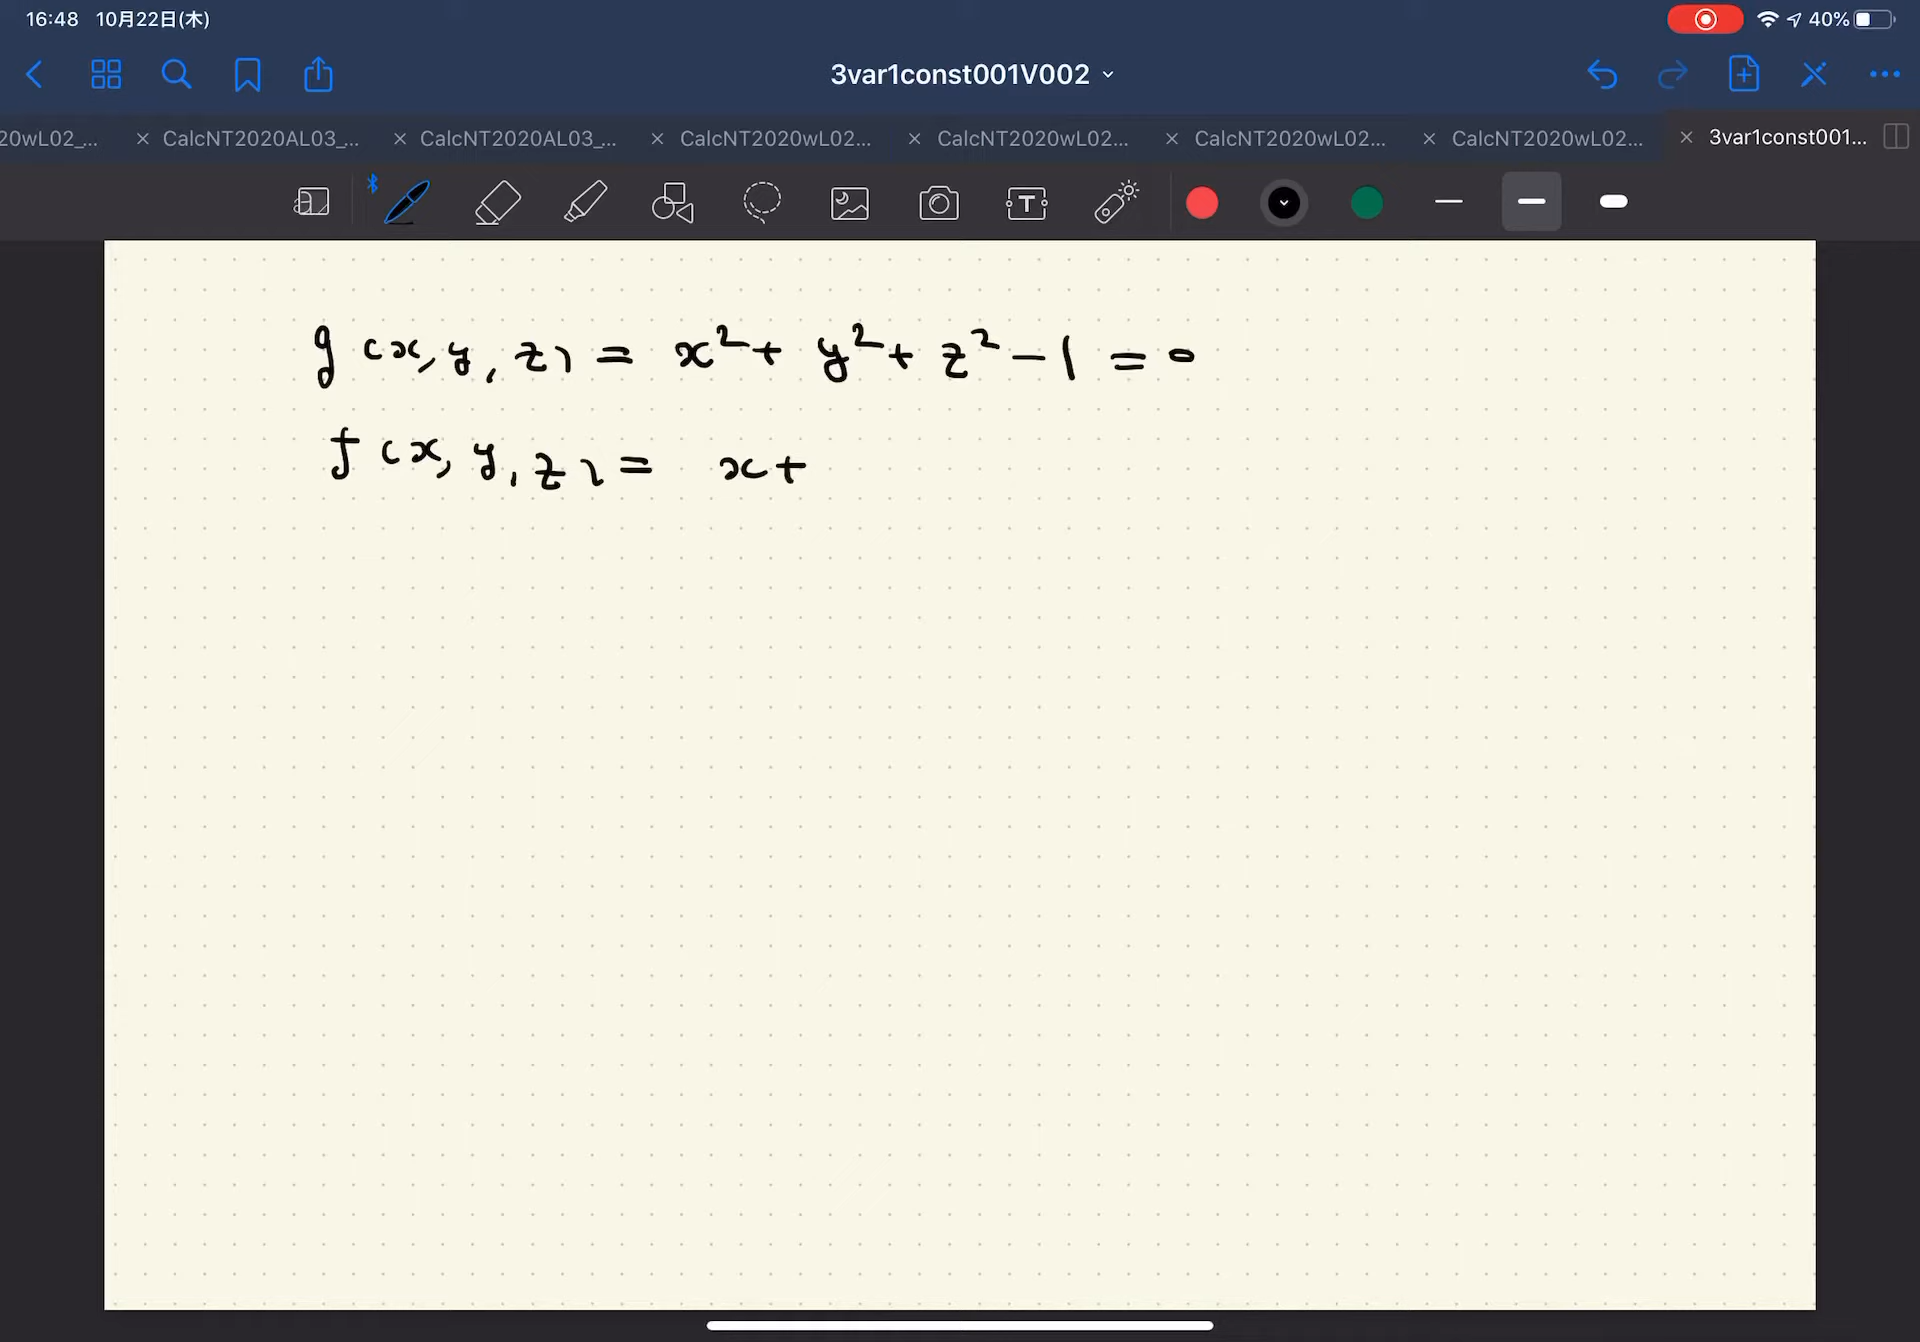 16:48 10月22日(木) 40%
3var1const001V002
20wL02_... CalcNT2020AL03_... CalcNT2020AL03_... CalcNT2020wL02... CalcNT2020wL02... CalcNT2020wL02... CalcNT2020wL02... 3var1const001...
g(x, y, z) = x² + y² + z² - 1 = 0
f(x, y, z) = x +